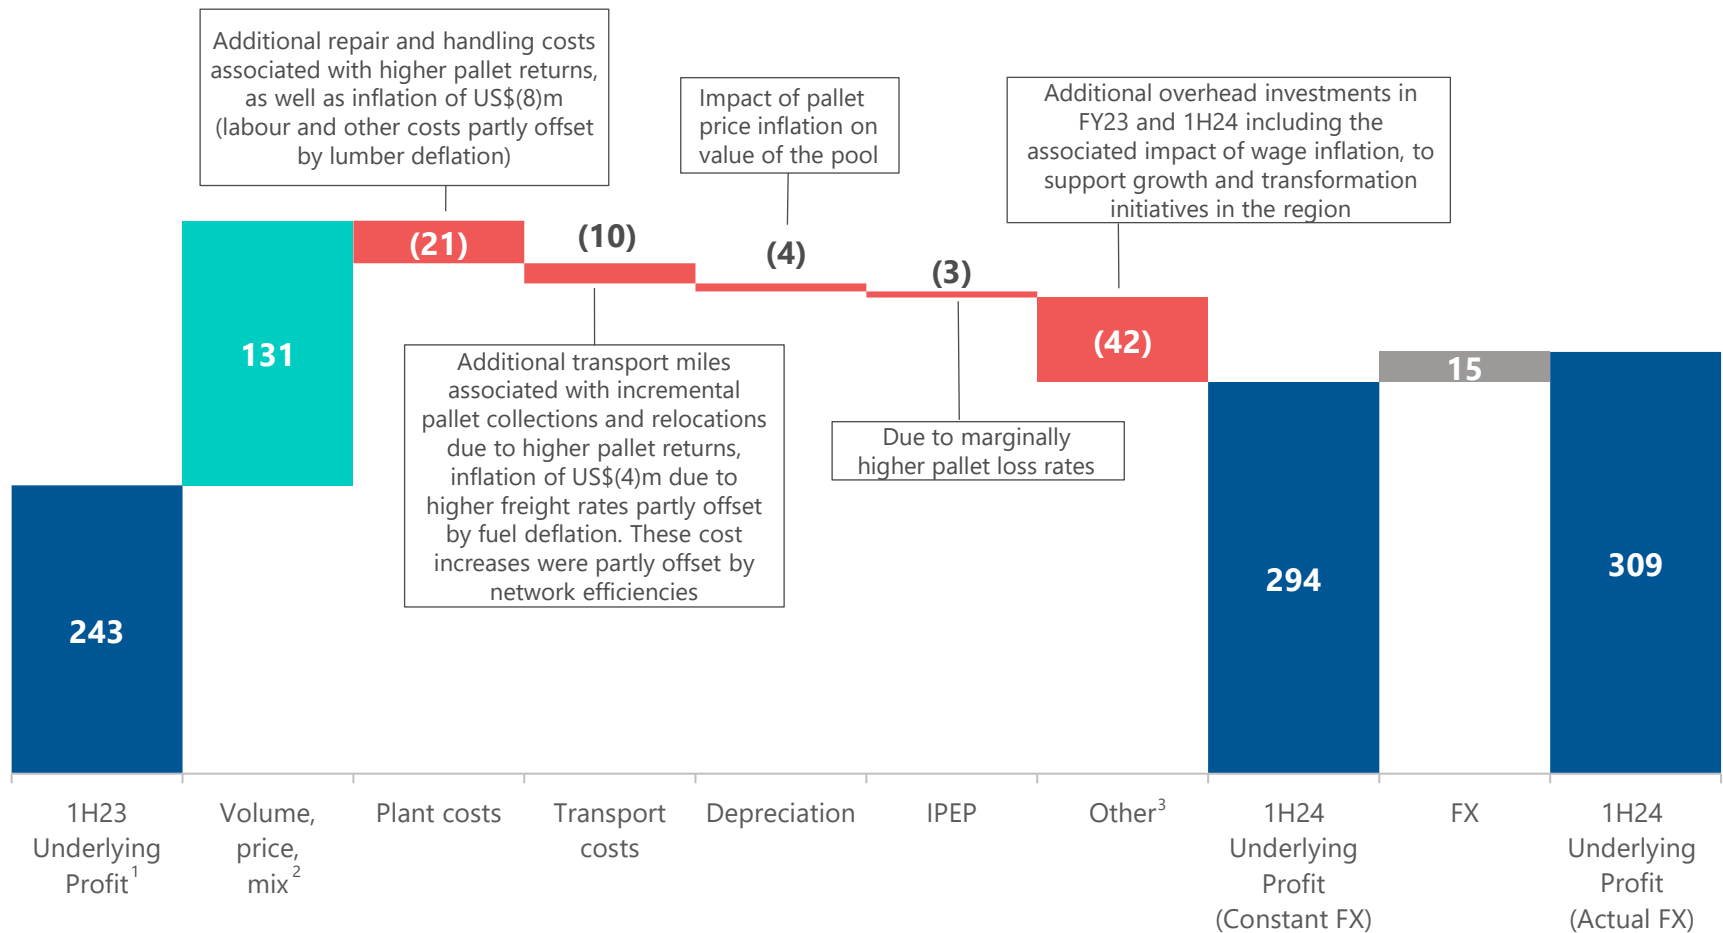 Additional repair and handling costs
associated with higher pallet returns,
as well as inflation of US$(8)m
(labour and other costs partly offset
by lumber deflation)
Impact of pallet
price inflation on
value of the pool
Additional overhead investments in
FY23 and 1H24 including the
associated impact of wage inflation, to
support growth and transformation
initiatives in the region
(21)
(10)
(4)
(3)
131
(42)
15
Additional transport miles
associated with incremental
pallet collections and relocations
due to higher pallet returns,
inflation of US$(4)m due to
higher freight rates partly offset
by fuel deflation. These cost
increases were partly offset by
network efficiencies
Due to marginally
higher pallet loss rates
243
294
309
1H23
Underlying
Profit1
Volume,
price,
mix2
Plant costs
Transport
costs
Depreciation
IPEP
Other3
1H24
Underlying
Profit
(Constant FX)
FX
1H24
Underlying
Profit
(Actual FX)